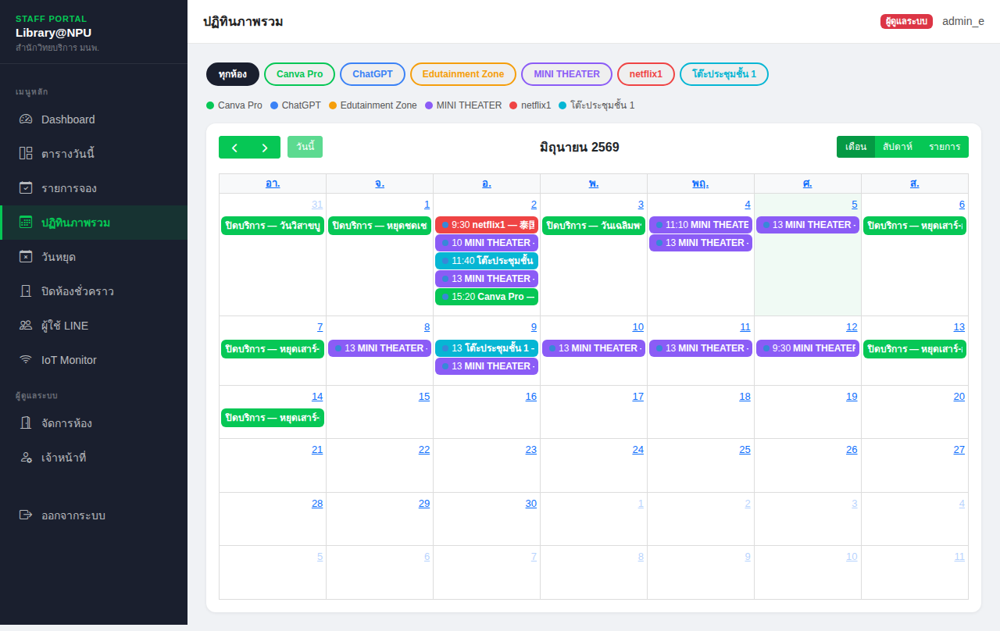 STAFF PORTAL
Library@NPU
สำนักวิทยบริการ มนพ.
เมนูหลัก
Dashboard
ตารางวันนี้
รายการจอง
ปฏิทินภาพรวม
วันหยุด
ปิดห้องชั่วคราว
ผู้ใช้ LINE
IoT Monitor
ผู้ดูแลระบบ
จัดการห้อง
เจ้าหน้าที่
ออกจากระบบ
ปฏิทินภาพรวม
ผู้ดูแลระบบ admin_e
ทุกห้อง Canva Pro ChatGPT Edutainment Zone MINI THEATER netflix1 โต๊ะประชุมชั้น 1
Canva Pro ChatGPT Edutainment Zone MINI THEATER netflix1 โต๊ะประชุมชั้น 1
วันนี้ มิถุนายน 2569 เดือน สัปดาห์ รายการ
อา. จ. อ. พ. พฤ. ศ. ส.
31 1 2 3 4 5 6
ปิดบริการ — วันวิสาขบู
ปิดบริการ — หยุดชดเช
9:30 netflix1 — 泰国
10 MINI THEATER -
11:40 โต๊ะประชุมชั้น
13 MINI THEATER -
15:20 Canva Pro —
ปิดบริการ — วันเฉลิมพ
11:10 MINI THEATE
13 MINI THEATER -
13 MINI THEATER -
ปิดบริการ — หยุดเสาร์-
7 8 9 10 11 12 13
ปิดบริการ — หยุดเสาร์-
13 MINI THEATER -
13 โต๊ะประชุมชั้น 1 -
13 MINI THEATER -
13 MINI THEATER -
13 MINI THEATER -
9:30 MINI THEATER
ปิดบริการ — หยุดเสาร์-
14 15 16 17 18 19 20
ปิดบริการ — หยุดเสาร์-
21 22 23 24 25 26 27
28 29 30 1 2 3 4
5 6 7 8 9 10 11